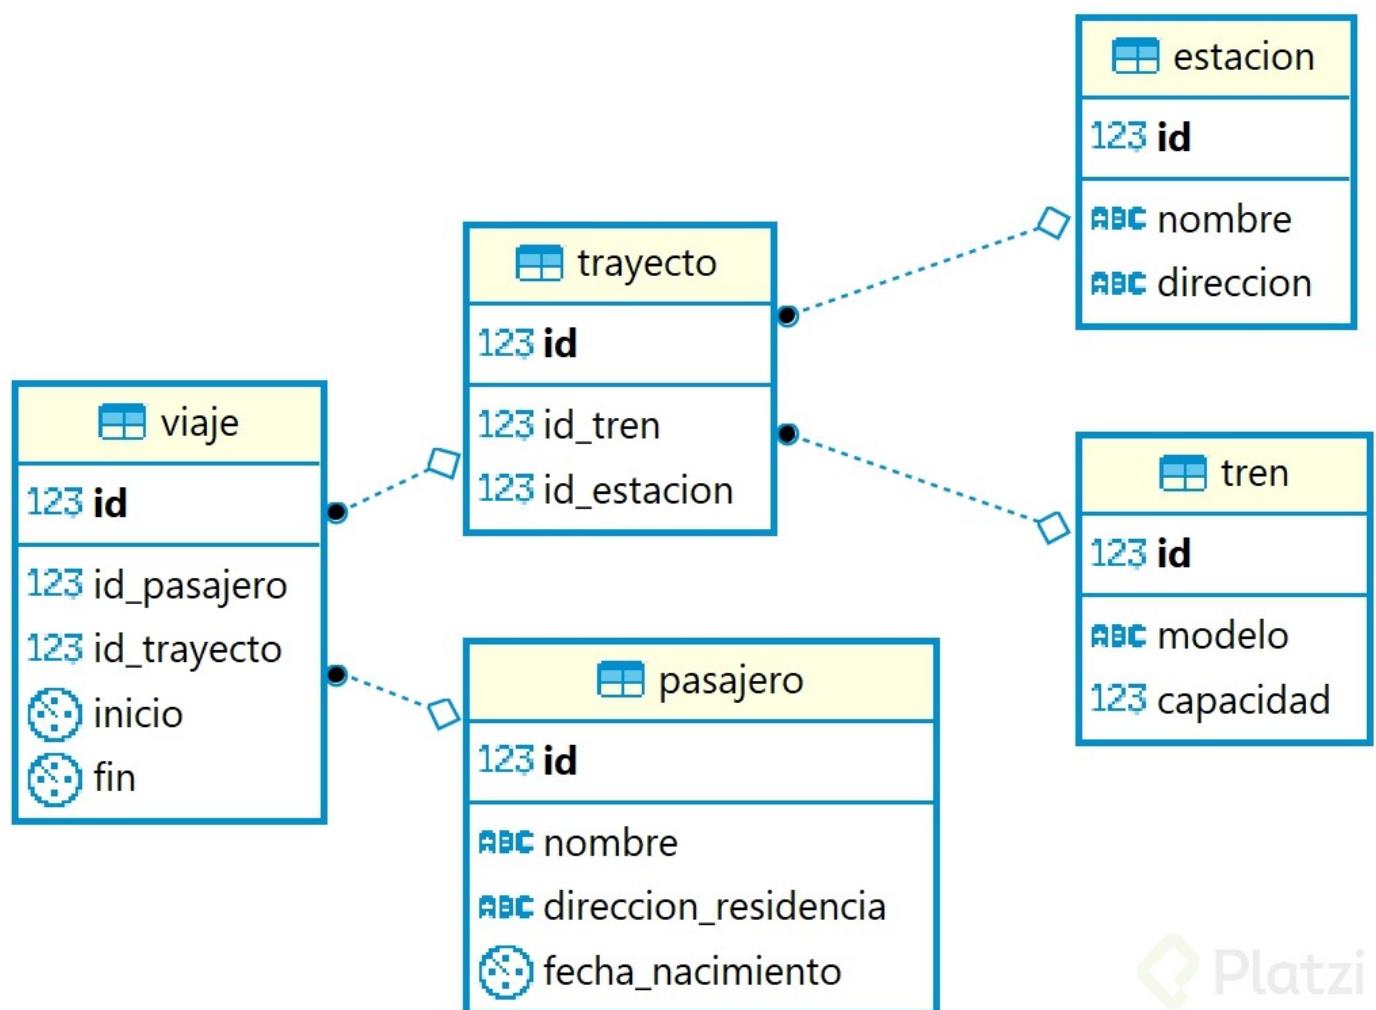 estacion
123 id
ABC nombre
ABC direccion
trayecto
123 id
123 id_tren
123 id_estacion
viaje
123 id
123 id_pasajero
123 id_trayecto
inicio
fin
tren
123 id
ABC modelo
123 capacidad
pasajero
123 id
ABC nombre
ABC direccion_residencia
fecha_nacimiento
Platzi